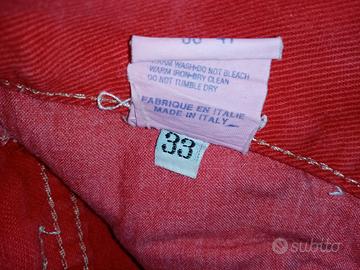 WARM WASH-DO NOT BLEACH
WARM IRON-DRY CLEAN
DO NOT TUMBLE DRY
FABRIQUE EN ITALIE
MADE IN ITALY
33
subito